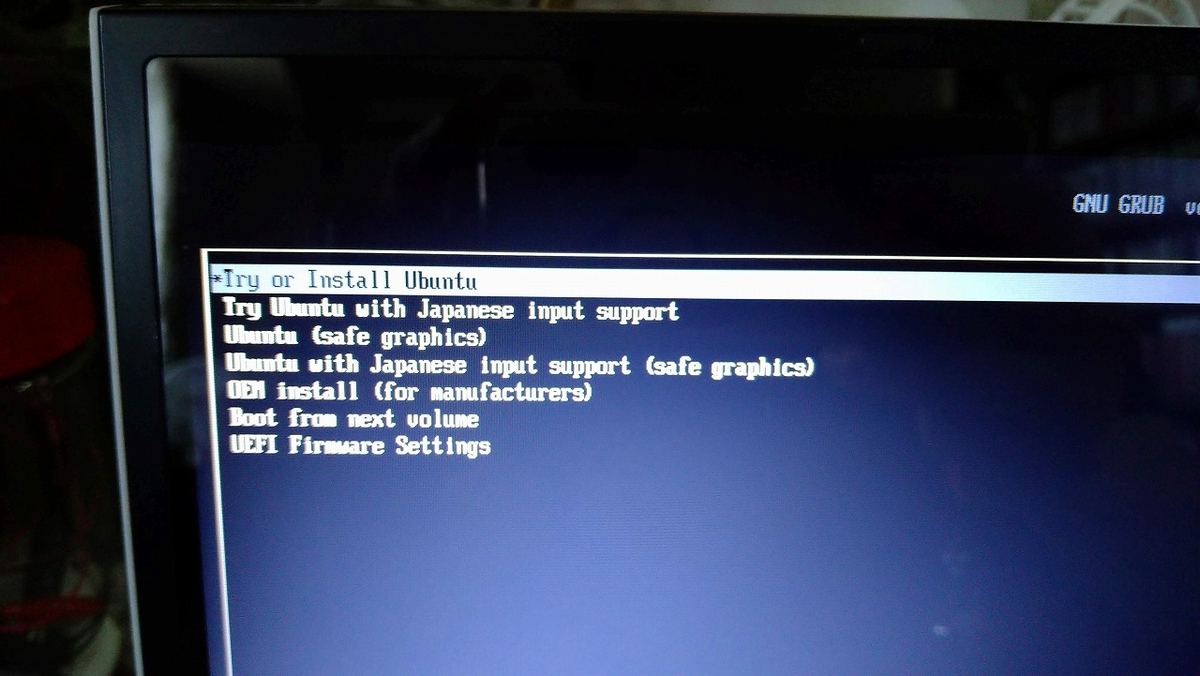 GNU GRUB
*Try or Install Ubuntu
Try Ubuntu with Japanese input support
Ubuntu (safe graphics)
Ubuntu with Japanese input support (safe graphics)
OEM install (for manufacturers)
Boot from next volume
UEFI Firmware Settings